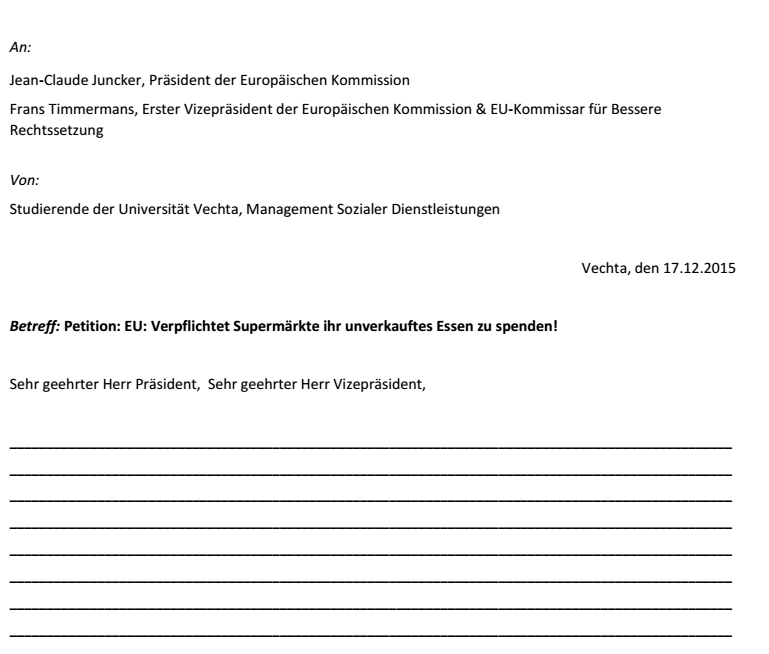 An:
Jean-Claude Juncker, Präsident der Europäischen Kommission
Frans Timmermans, Erster Vizepräsident der Europäischen Kommission & EU-Kommissar für Bessere
Rechtssetzung
Von:
Studierende der Universität Vechta, Management Sozialer Dienstleistungen
Vechta, den 17.12.2015
Betreff: Petition: EU: Verpflichtet Supermärkte ihr unverkauftes Essen zu spenden!
Sehr geehrter Herr Präsident,  Sehr geehrter Herr Vizepräsident,